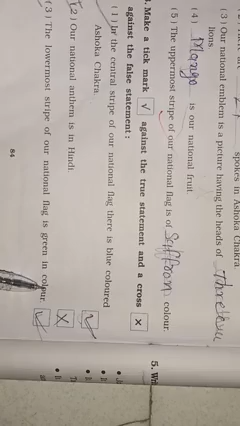 spokes in Ashoka Chakra.
( 3 ) Our national emblem is a picture having the heads of Three
lions.
( 4 ) Mango is our national fruit.
( 5 ) The uppermost stripe of our national flag is of Saffron colour.
. Make a tick mark √ against the true statement and a cross ×
against the false statement :
( 1 ) In the central stripe of our national flag there is blue coloured
Ashoka Chakra.
( 2 ) Our national anthem is in Hindi. ×
( 3 ) The lowermost stripe of our national flag is green in colour. √
84
5.